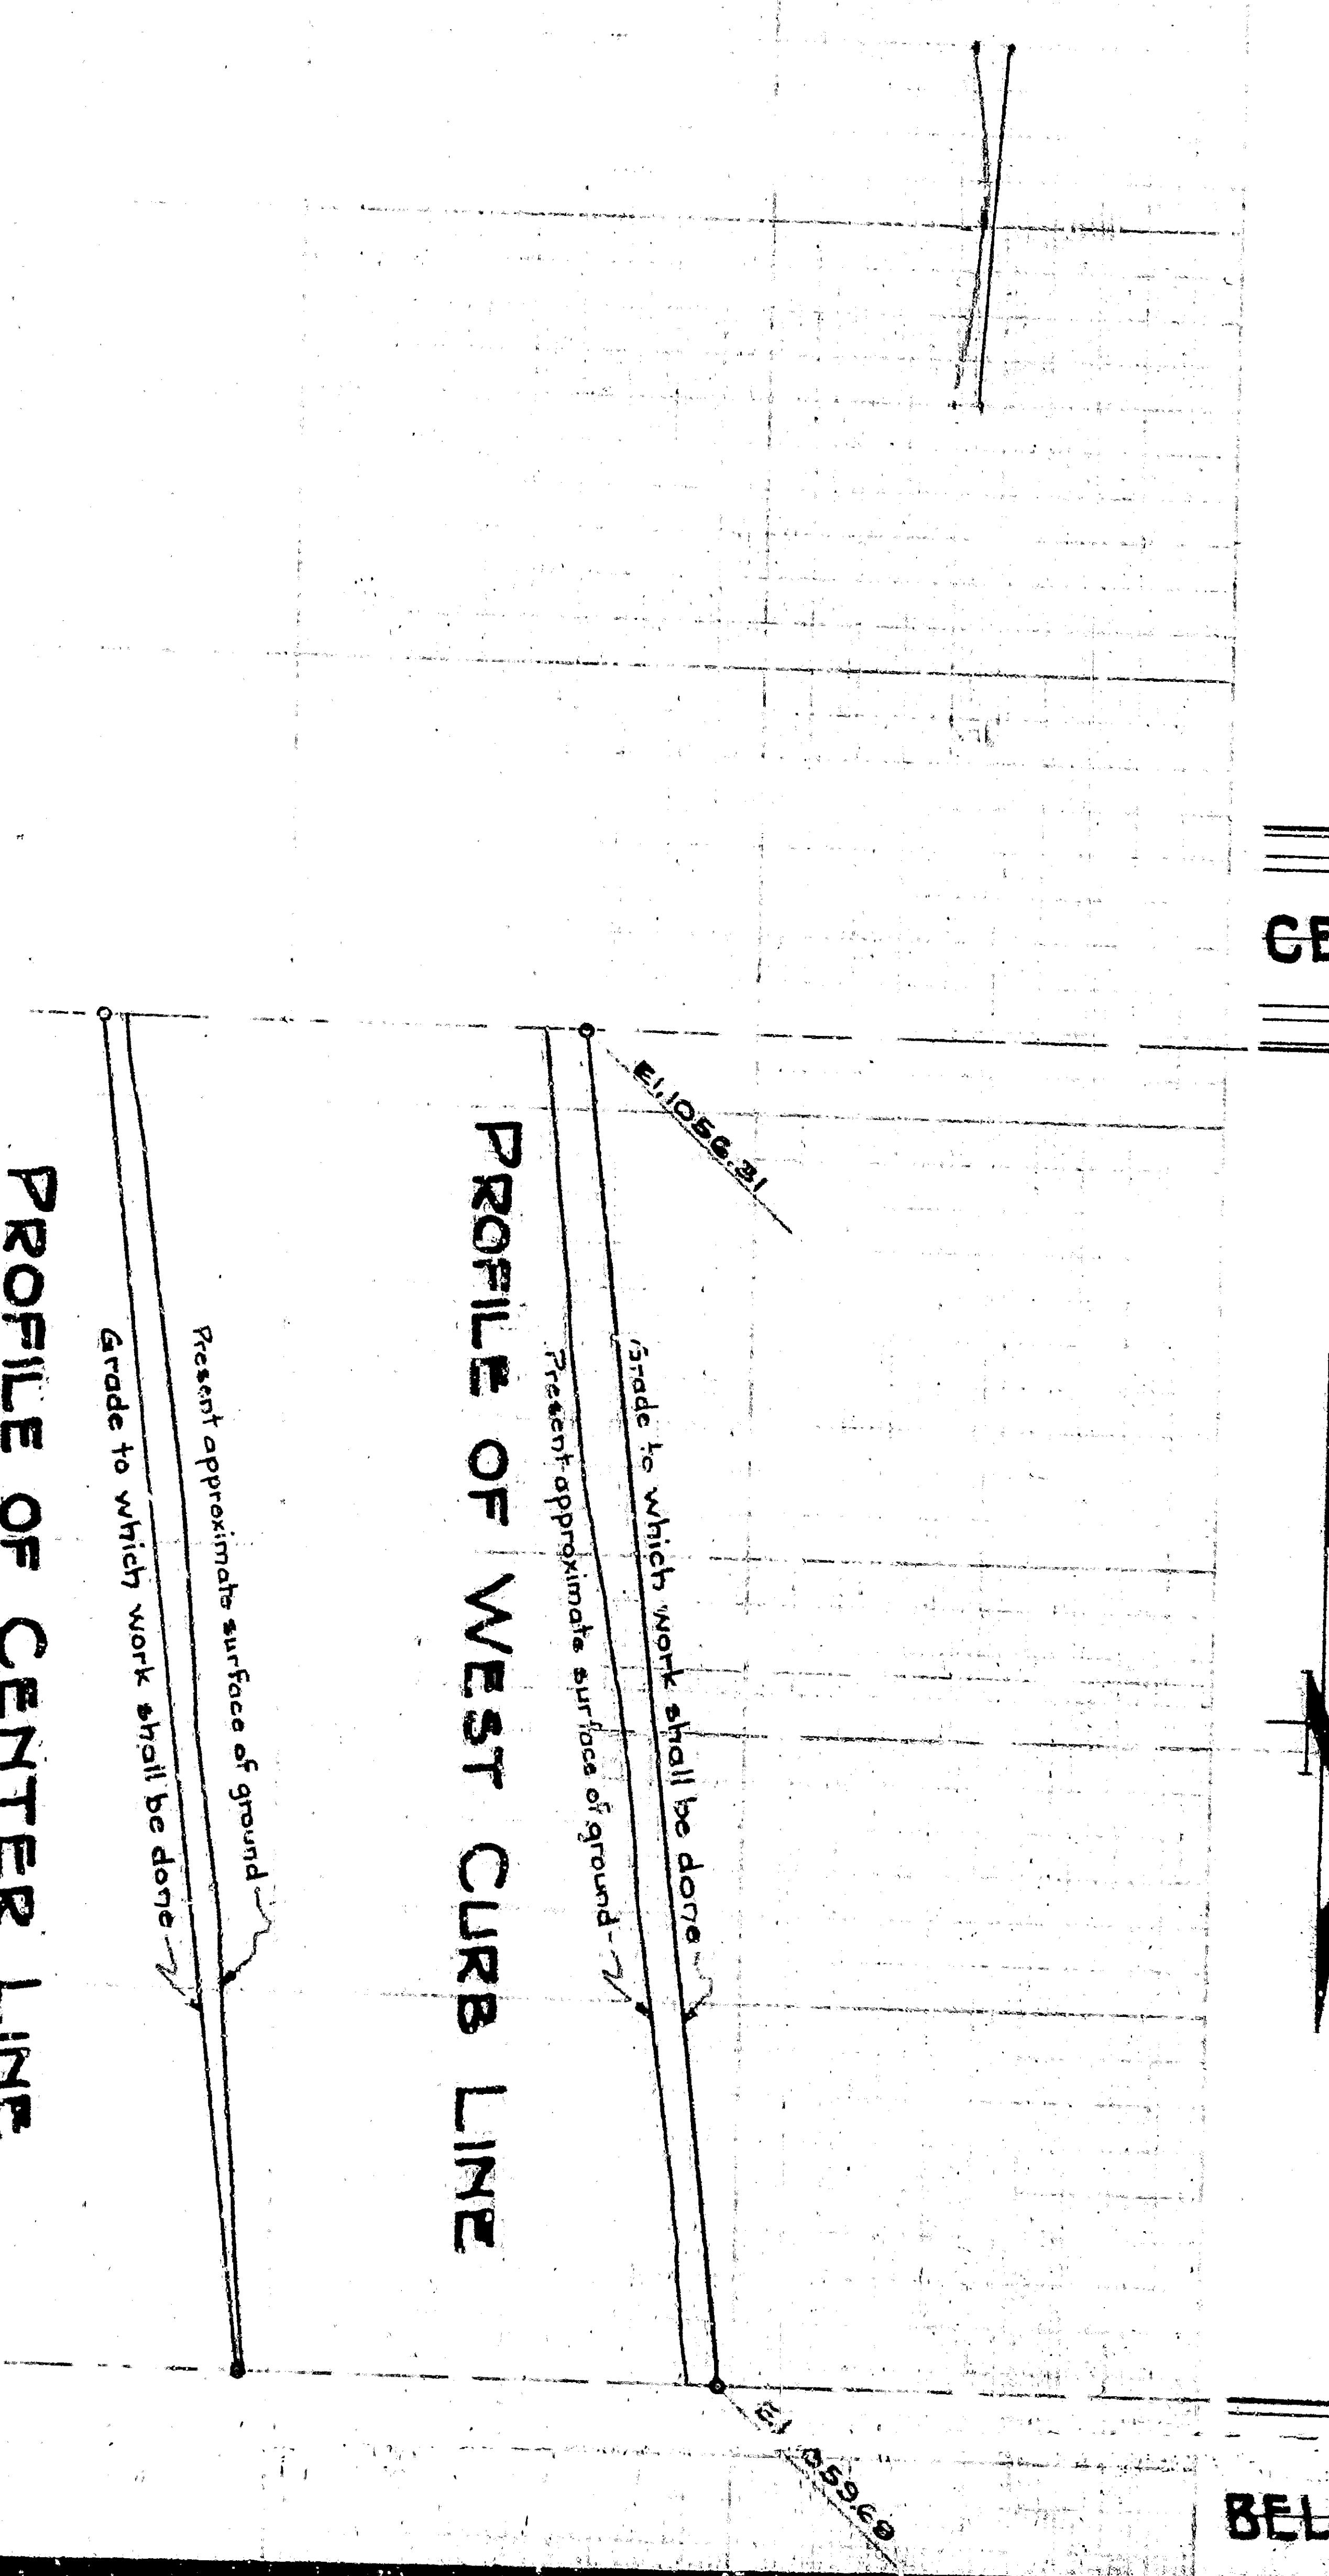 El. 1056.31
Grade to which work shall be done
Present approximate surface of ground
PROFILE OF WEST CURB LINE
Present approximate surface of ground
Grade to which work shall be done
PROFILE OF CENTER LINE
El
CE
BEL